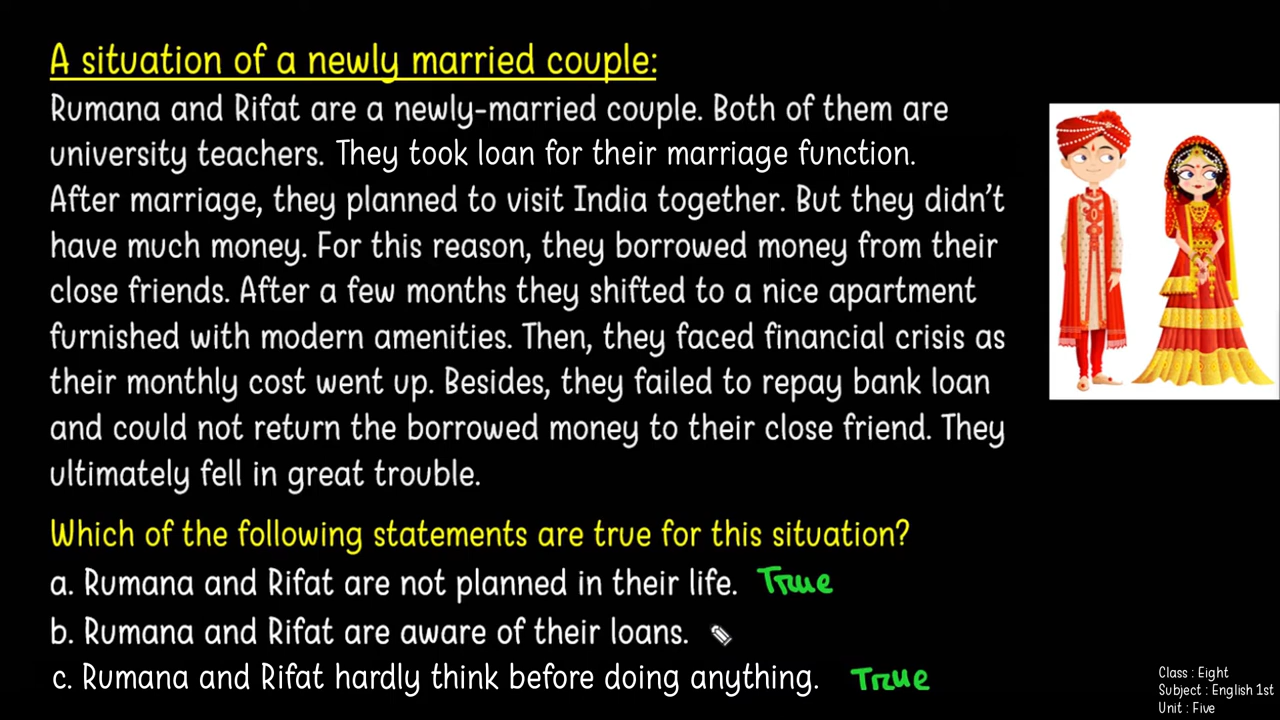 A situation of a newly married couple:
Rumana and Rifat are a newly-married couple. Both of them are
university teachers. They took loan for their marriage function.
After marriage, they planned to visit India together. But they didn't
have much money. For this reason, they borrowed money from their
close friends. After a few months they shifted to a nice apartment
furnished with modern amenities. Then, they faced financial crisis as
their monthly cost went up. Besides, they failed to repay bank loan
and could not return the borrowed money to their close friend. They
ultimately fell in great trouble.
Which of the following statements are true for this situation?
a. Rumana and Rifat are not planned in their life. True
b. Rumana and Rifat are aware of their loans.
c. Rumana and Rifat hardly think before doing anything. True
Class : Eight
Subject : English 1st
Unit : Five